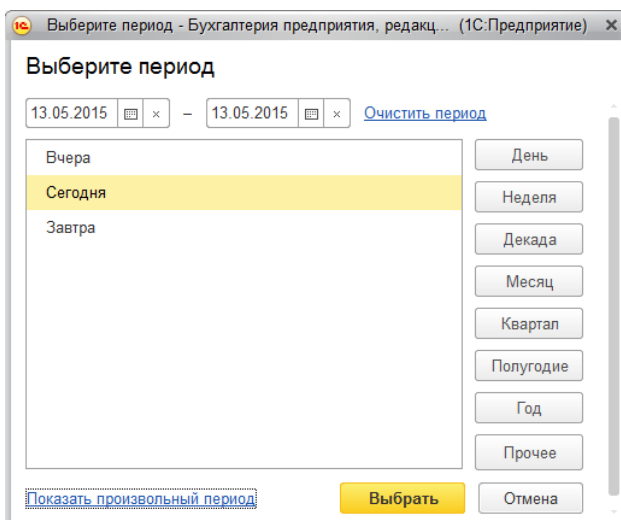 1С Выберите период - Бухгалтерия предприятия, редакц... (1С:Предприятие) ×
Выберите период
13.05.2015 × – 13.05.2015 × Очистить период
Вчера
Сегодня
Завтра
День
Неделя
Декада
Месяц
Квартал
Полугодие
Год
Прочее
Показать произвольный период Выбрать Отмена